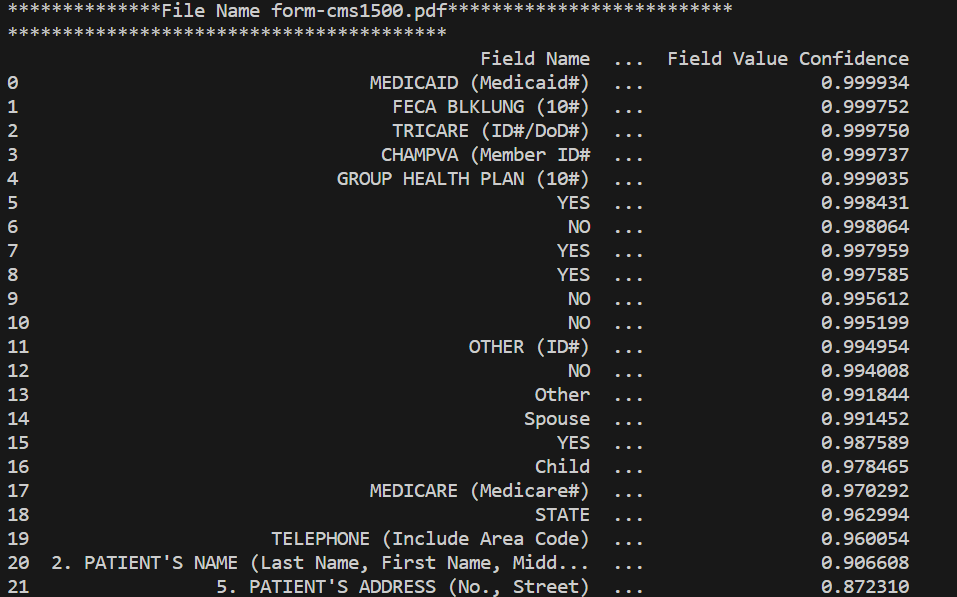 **************File Name form-cms1500.pdf**************************
****************************************
Field Name ... Field Value Confidence
0 MEDICAID (Medicaid#) ... 0.999934
1 FECA BLKLUNG (10#) ... 0.999752
2 TRICARE (ID#/DoD#) ... 0.999750
3 CHAMPVA (Member ID# ... 0.999737
4 GROUP HEALTH PLAN (10#) ... 0.999035
5 YES ... 0.998431
6 NO ... 0.998064
7 YES ... 0.997959
8 YES ... 0.997585
9 NO ... 0.995612
10 NO ... 0.995199
11 OTHER (ID#) ... 0.994954
12 NO ... 0.994008
13 Other ... 0.991844
14 Spouse ... 0.991452
15 YES ... 0.987589
16 Child ... 0.978465
17 MEDICARE (Medicare#) ... 0.970292
18 STATE ... 0.962994
19 TELEPHONE (Include Area Code) ... 0.960054
20 2. PATIENT'S NAME (Last Name, First Name, Midd... ... 0.906608
21 5. PATIENT'S ADDRESS (No., Street) ... 0.872310